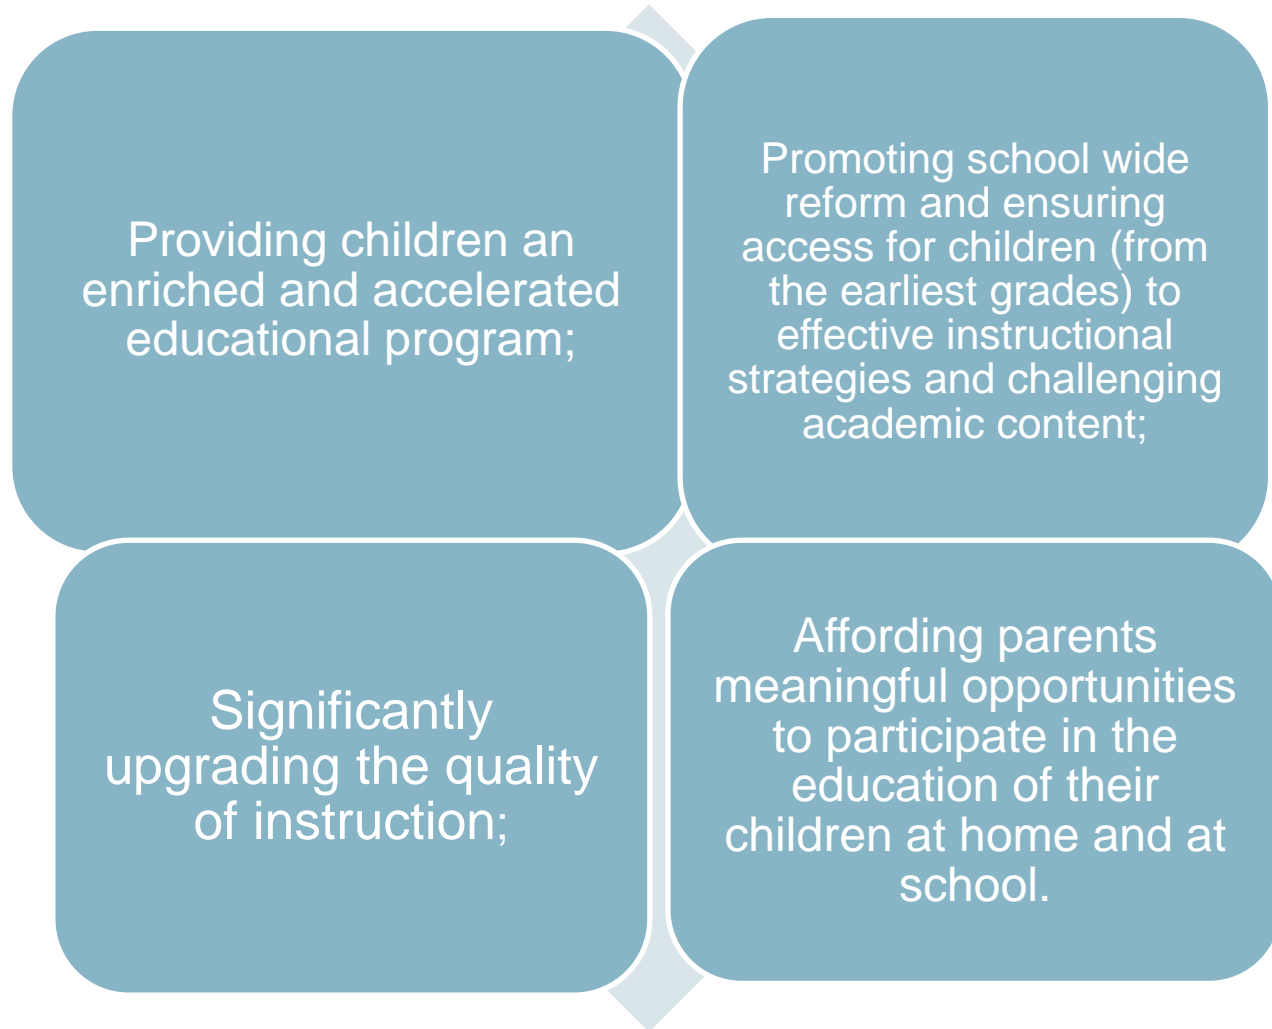 Providing children an
enriched and accelerated
educational program;
Promoting school wide
reform and ensuring
access for children (from
the earliest grades) to
effective instructional
strategies and challenging
academic content;
Significantly
upgrading the quality
of instruction;
Affording parents
meaningful opportunities
to participate in the
education of their
children at home and at
school.